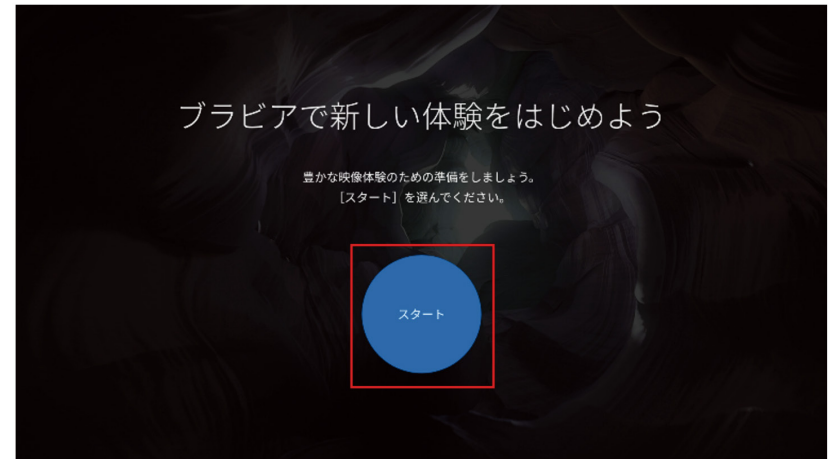 ブラビアで新しい体験をはじめよう
豊かな映像体験のための準備をしましょう。
［スタート］を選んでください。
スタート